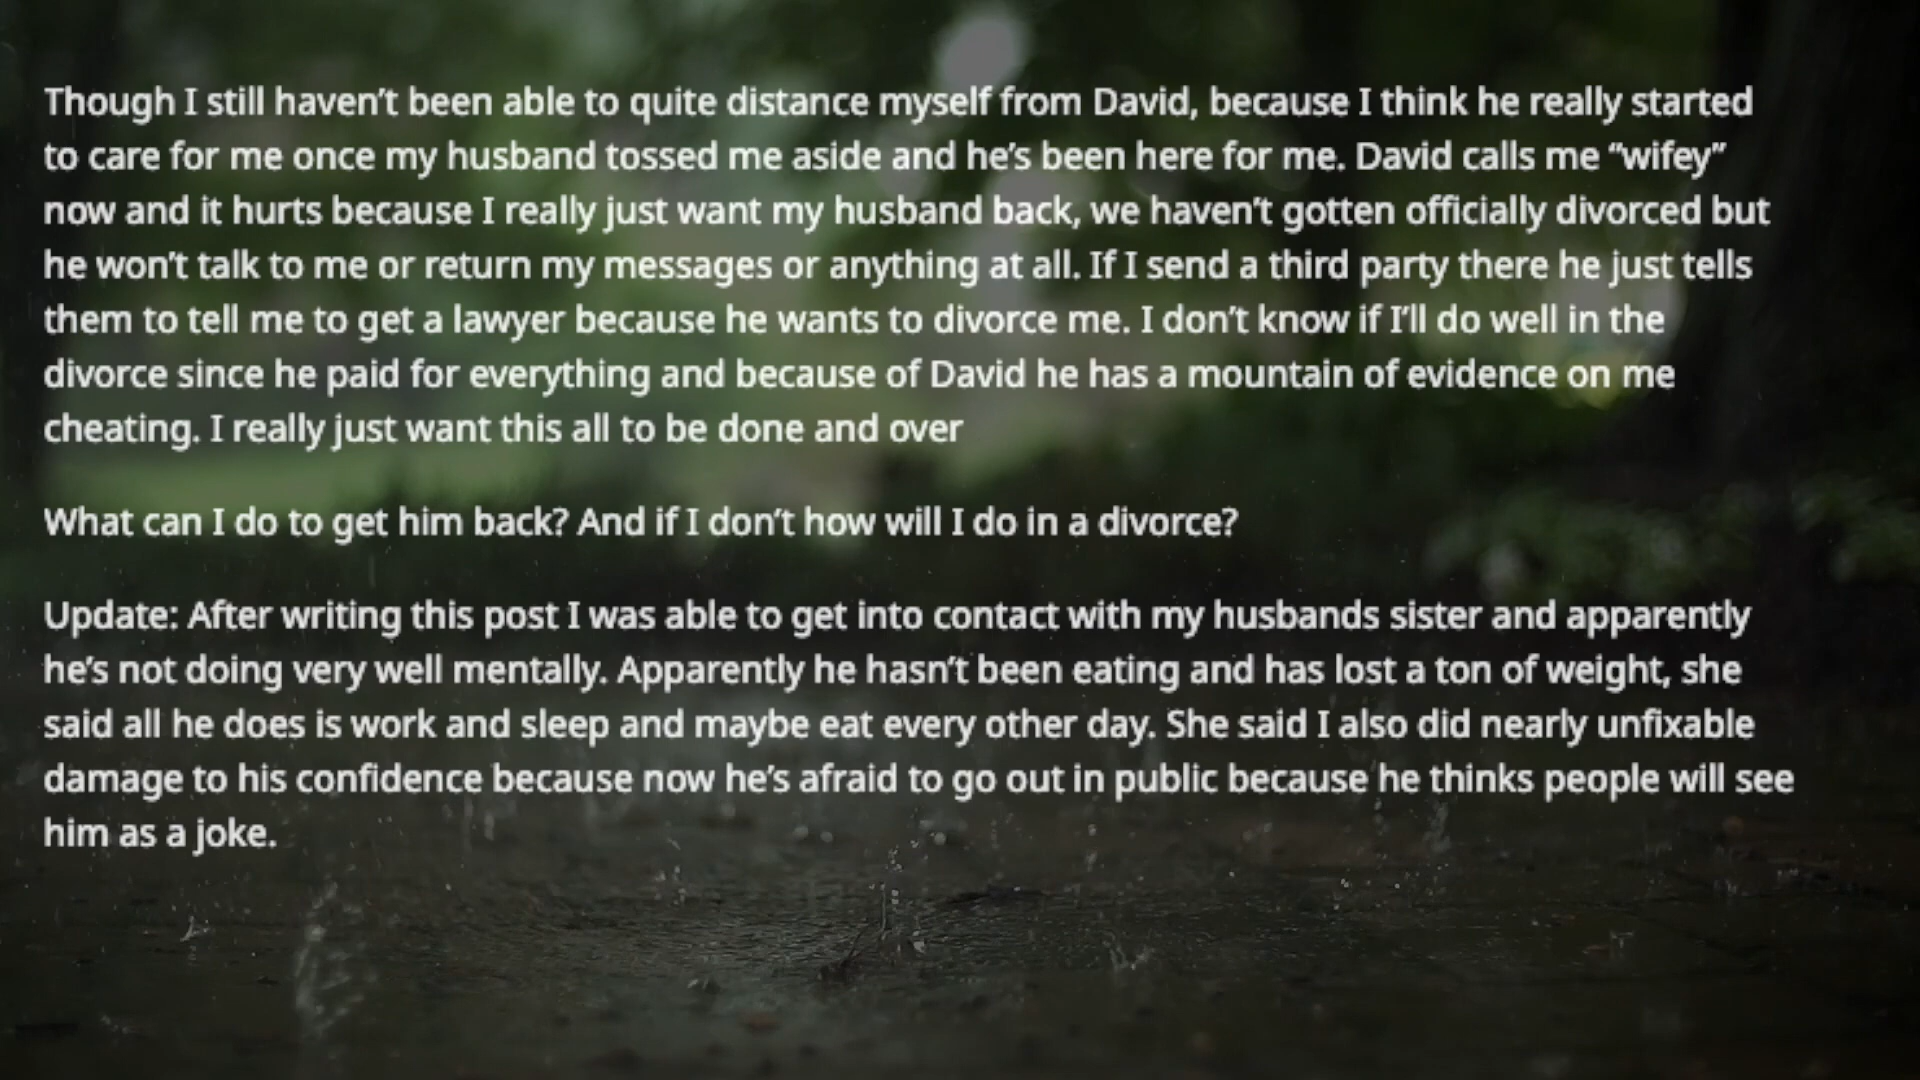 Though I still haven’t been able to quite distance myself from David, because I think he really started
to care for me once my husband tossed me aside and he’s been here for me. David calls me “wifey”
now and it hurts because I really just want my husband back, we haven’t gotten officially divorced but
he won’t talk to me or return my messages or anything at all. If I send a third party there he just tells
them to tell me to get a lawyer because he wants to divorce me. I don’t know if I’ll do well in the
divorce since he paid for everything and because of David he has a mountain of evidence on me
cheating. I really just want this all to be done and over
What can I do to get him back? And if I don’t how will I do in a divorce?
Update: After writing this post I was able to get into contact with my husbands sister and apparently
he’s not doing very well mentally. Apparently he hasn’t been eating and has lost a ton of weight, she
said all he does is work and sleep and maybe eat every other day. She said I also did nearly unfixable
damage to his confidence because now he’s afraid to go out in public because he thinks people will see
him as a joke.